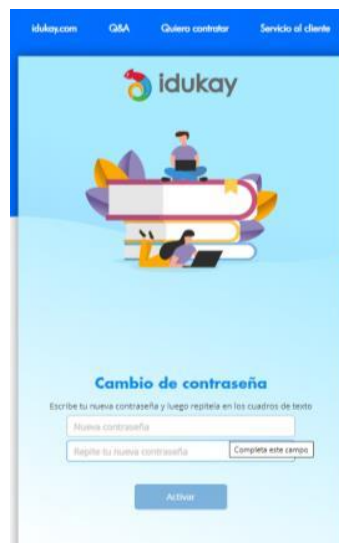 idukay.com Q&A Quiero contratar Servicio al cliente
idukay
Cambio de contraseña
Escribe tu nueva contraseña y luego repitela en los cuadros de texto
Nueva contraseña
Repite tu nueva contraseña
Completa este campo
Activar